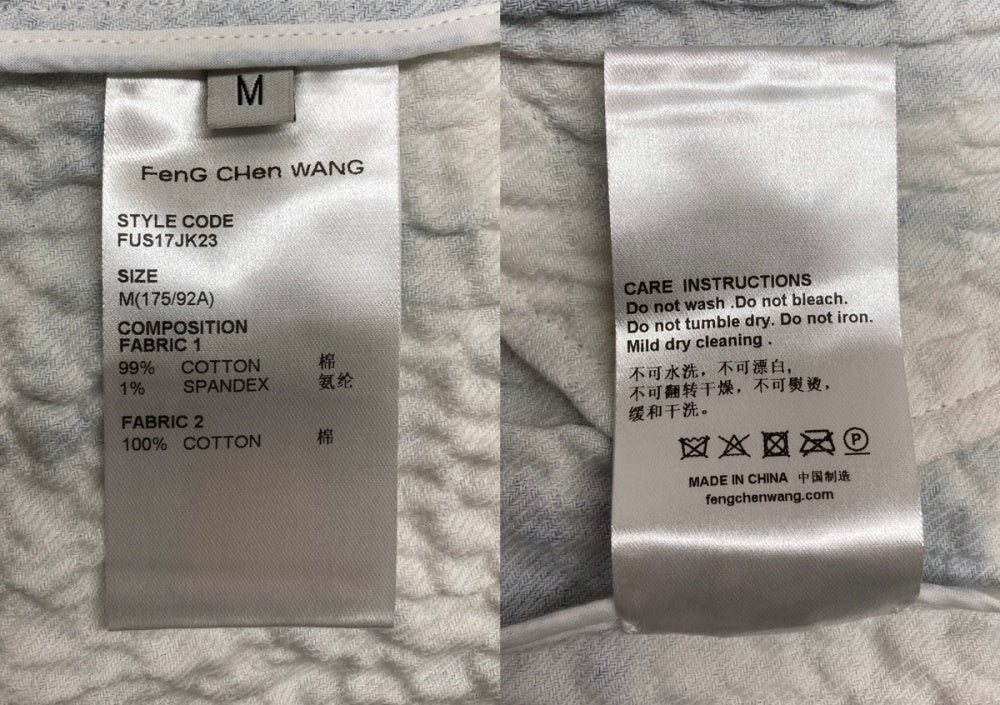 M
FenG CHen WANG
STYLE CODE
FUS17JK23
SIZE
M(175/92A)
COMPOSITION
FABRIC 1
99% COTTON 棉
1% SPANDEX 氨纶
FABRIC 2
100% COTTON 棉
CARE INSTRUCTIONS
Do not wash .Do not bleach.
Do not tumble dry. Do not iron.
Mild dry cleaning .
不可水洗，不可漂白,
不可翻转干燥，不可熨烫,
缓和干洗。
P
MADE IN CHINA 中国制造
fengchenwang.com